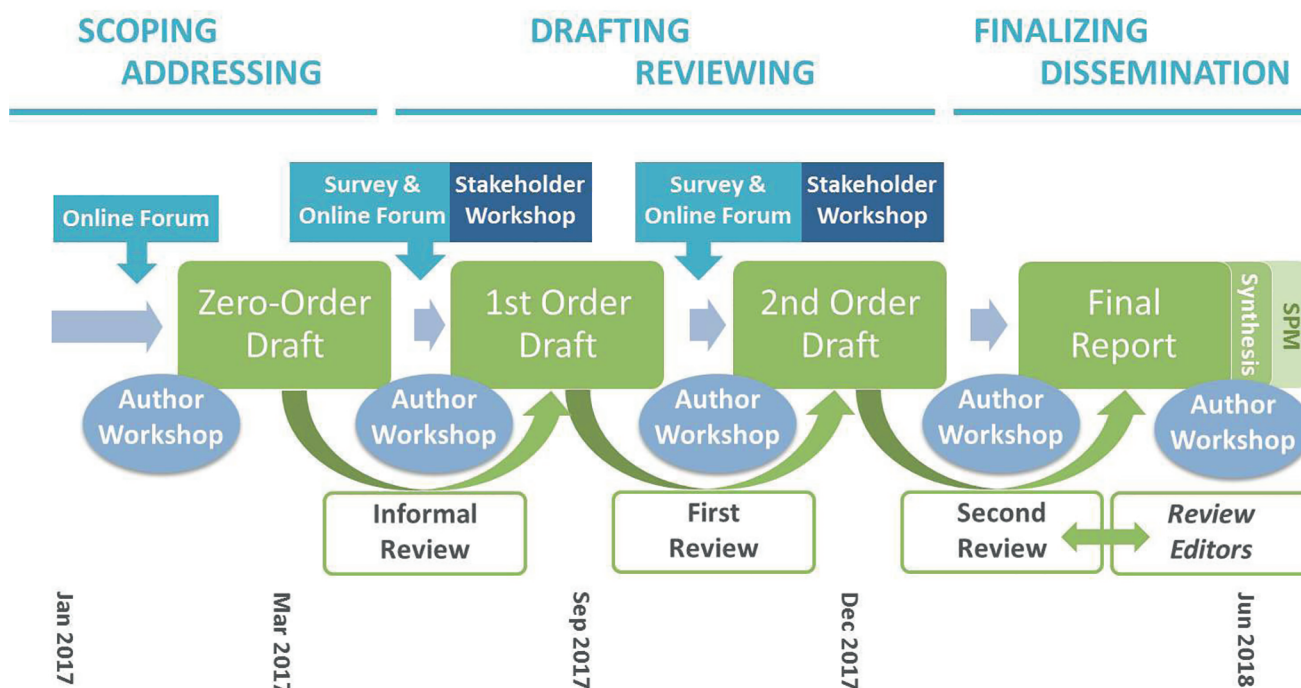 SCOPING
ADDRESSING
DRAFTING
REVIEWING
FINALIZING
DISSEMINATION
Online Forum
Survey &
Online Forum
Stakeholder
Workshop
Survey &
Online Forum
Stakeholder
Workshop
Zero-Order
Draft
1st Order
Draft
2nd Order
Draft
Final
Report
Synthesis
SPM
Author
Workshop
Author
Workshop
Author
Workshop
Author
Workshop
Author
Workshop
Informal
Review
First
Review
Second
Review
Review
Editors
Jan 2017
Mar 2017
Sep 2017
Dec 2017
Jun 2018